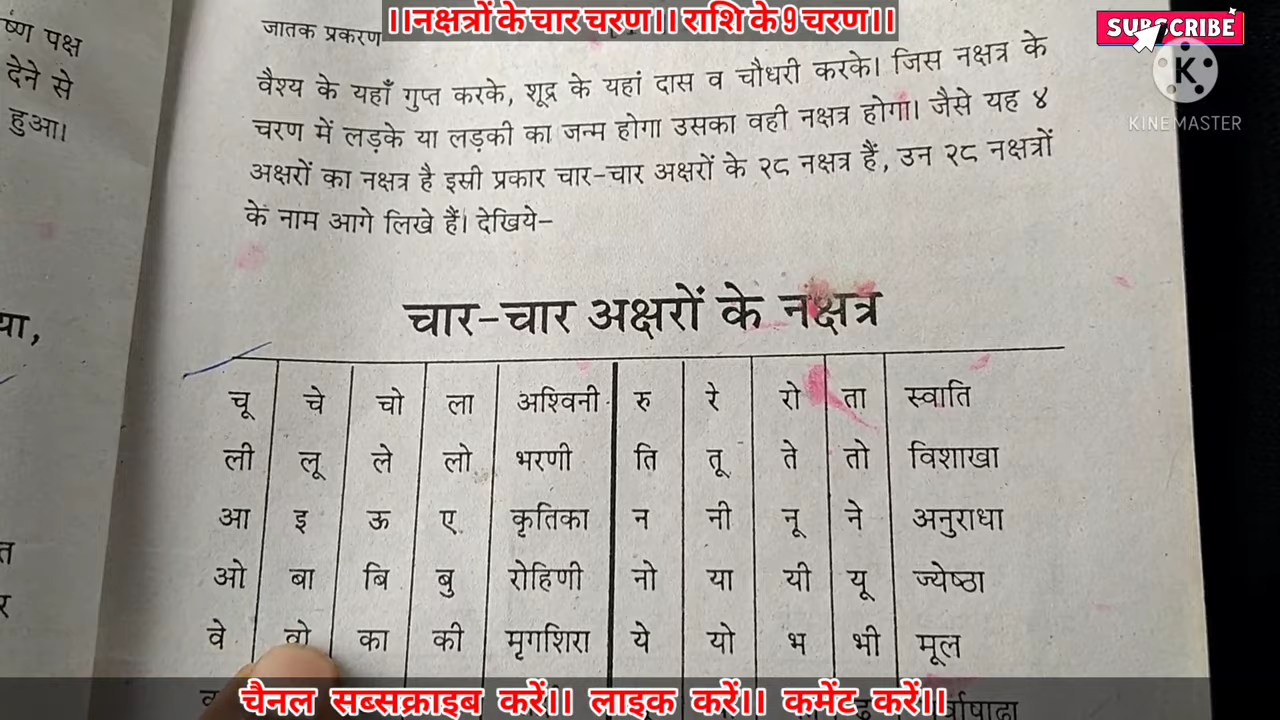 ।।नक्षत्रों के चार चरण।। राशि के 9 चरण।।
SUBSCRIBE
K
KINEMASTER
ष्ण पक्ष
देने से
हुआ।
या,
त
र
जातक प्रकरण
वैश्य के यहाँ गुप्त करके, शूद्र के यहां दास व चौधरी करके। जिस नक्षत्र के
चरण में लड़के या लड़की का जन्म होगा उसका वही नक्षत्र होगा। जैसे यह ४
अक्षरों का नक्षत्र है इसी प्रकार चार-चार अक्षरों के २८ नक्षत्र हैं, उन २८ नक्षत्रों
के नाम आगे लिखे हैं। देखिये-
चार-चार अक्षरों के नक्षत्र
चू चे चो ला अश्विनी रु रे रो ता स्वाति
ली लू ले लो भरणी ति तू ते तो विशाखा
आ इ ऊ ए कृतिका न नी नू ने अनुराधा
ओ बा बि बु रोहिणी नो या यी यू ज्येष्ठा
वे वो का की मृगशिरा ये यो भ भी मूल
चैनल सब्सक्राइब करें।। लाइक करें।। कमेंट करें।।